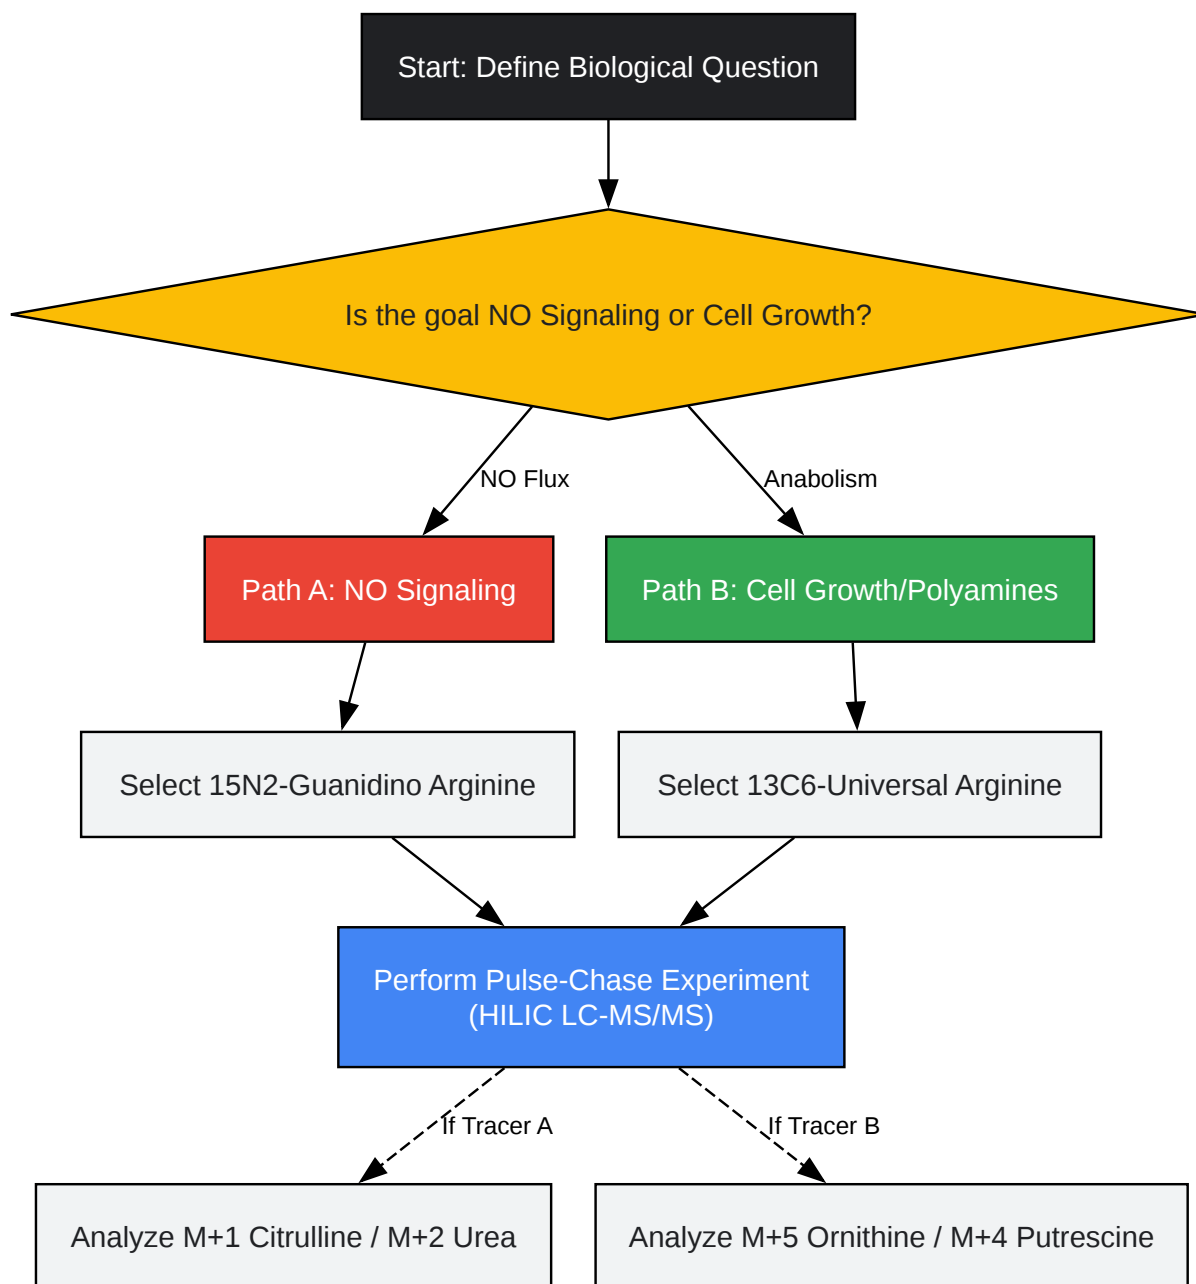 Start: Define Biological Question
Is the goal NO Signaling or Cell Growth?
NO Flux
Anabolism
Path A: NO Signaling
Path B: Cell Growth/Polyamines
Select 15N2-Guanidino Arginine
Select 13C6-Universal Arginine
Perform Pulse-Chase Experiment
(HILIC LC-MS/MS)
If Tracer A
If Tracer B
Analyze M+1 Citrulline / M+2 Urea
Analyze M+5 Ornithine / M+4 Putrescine